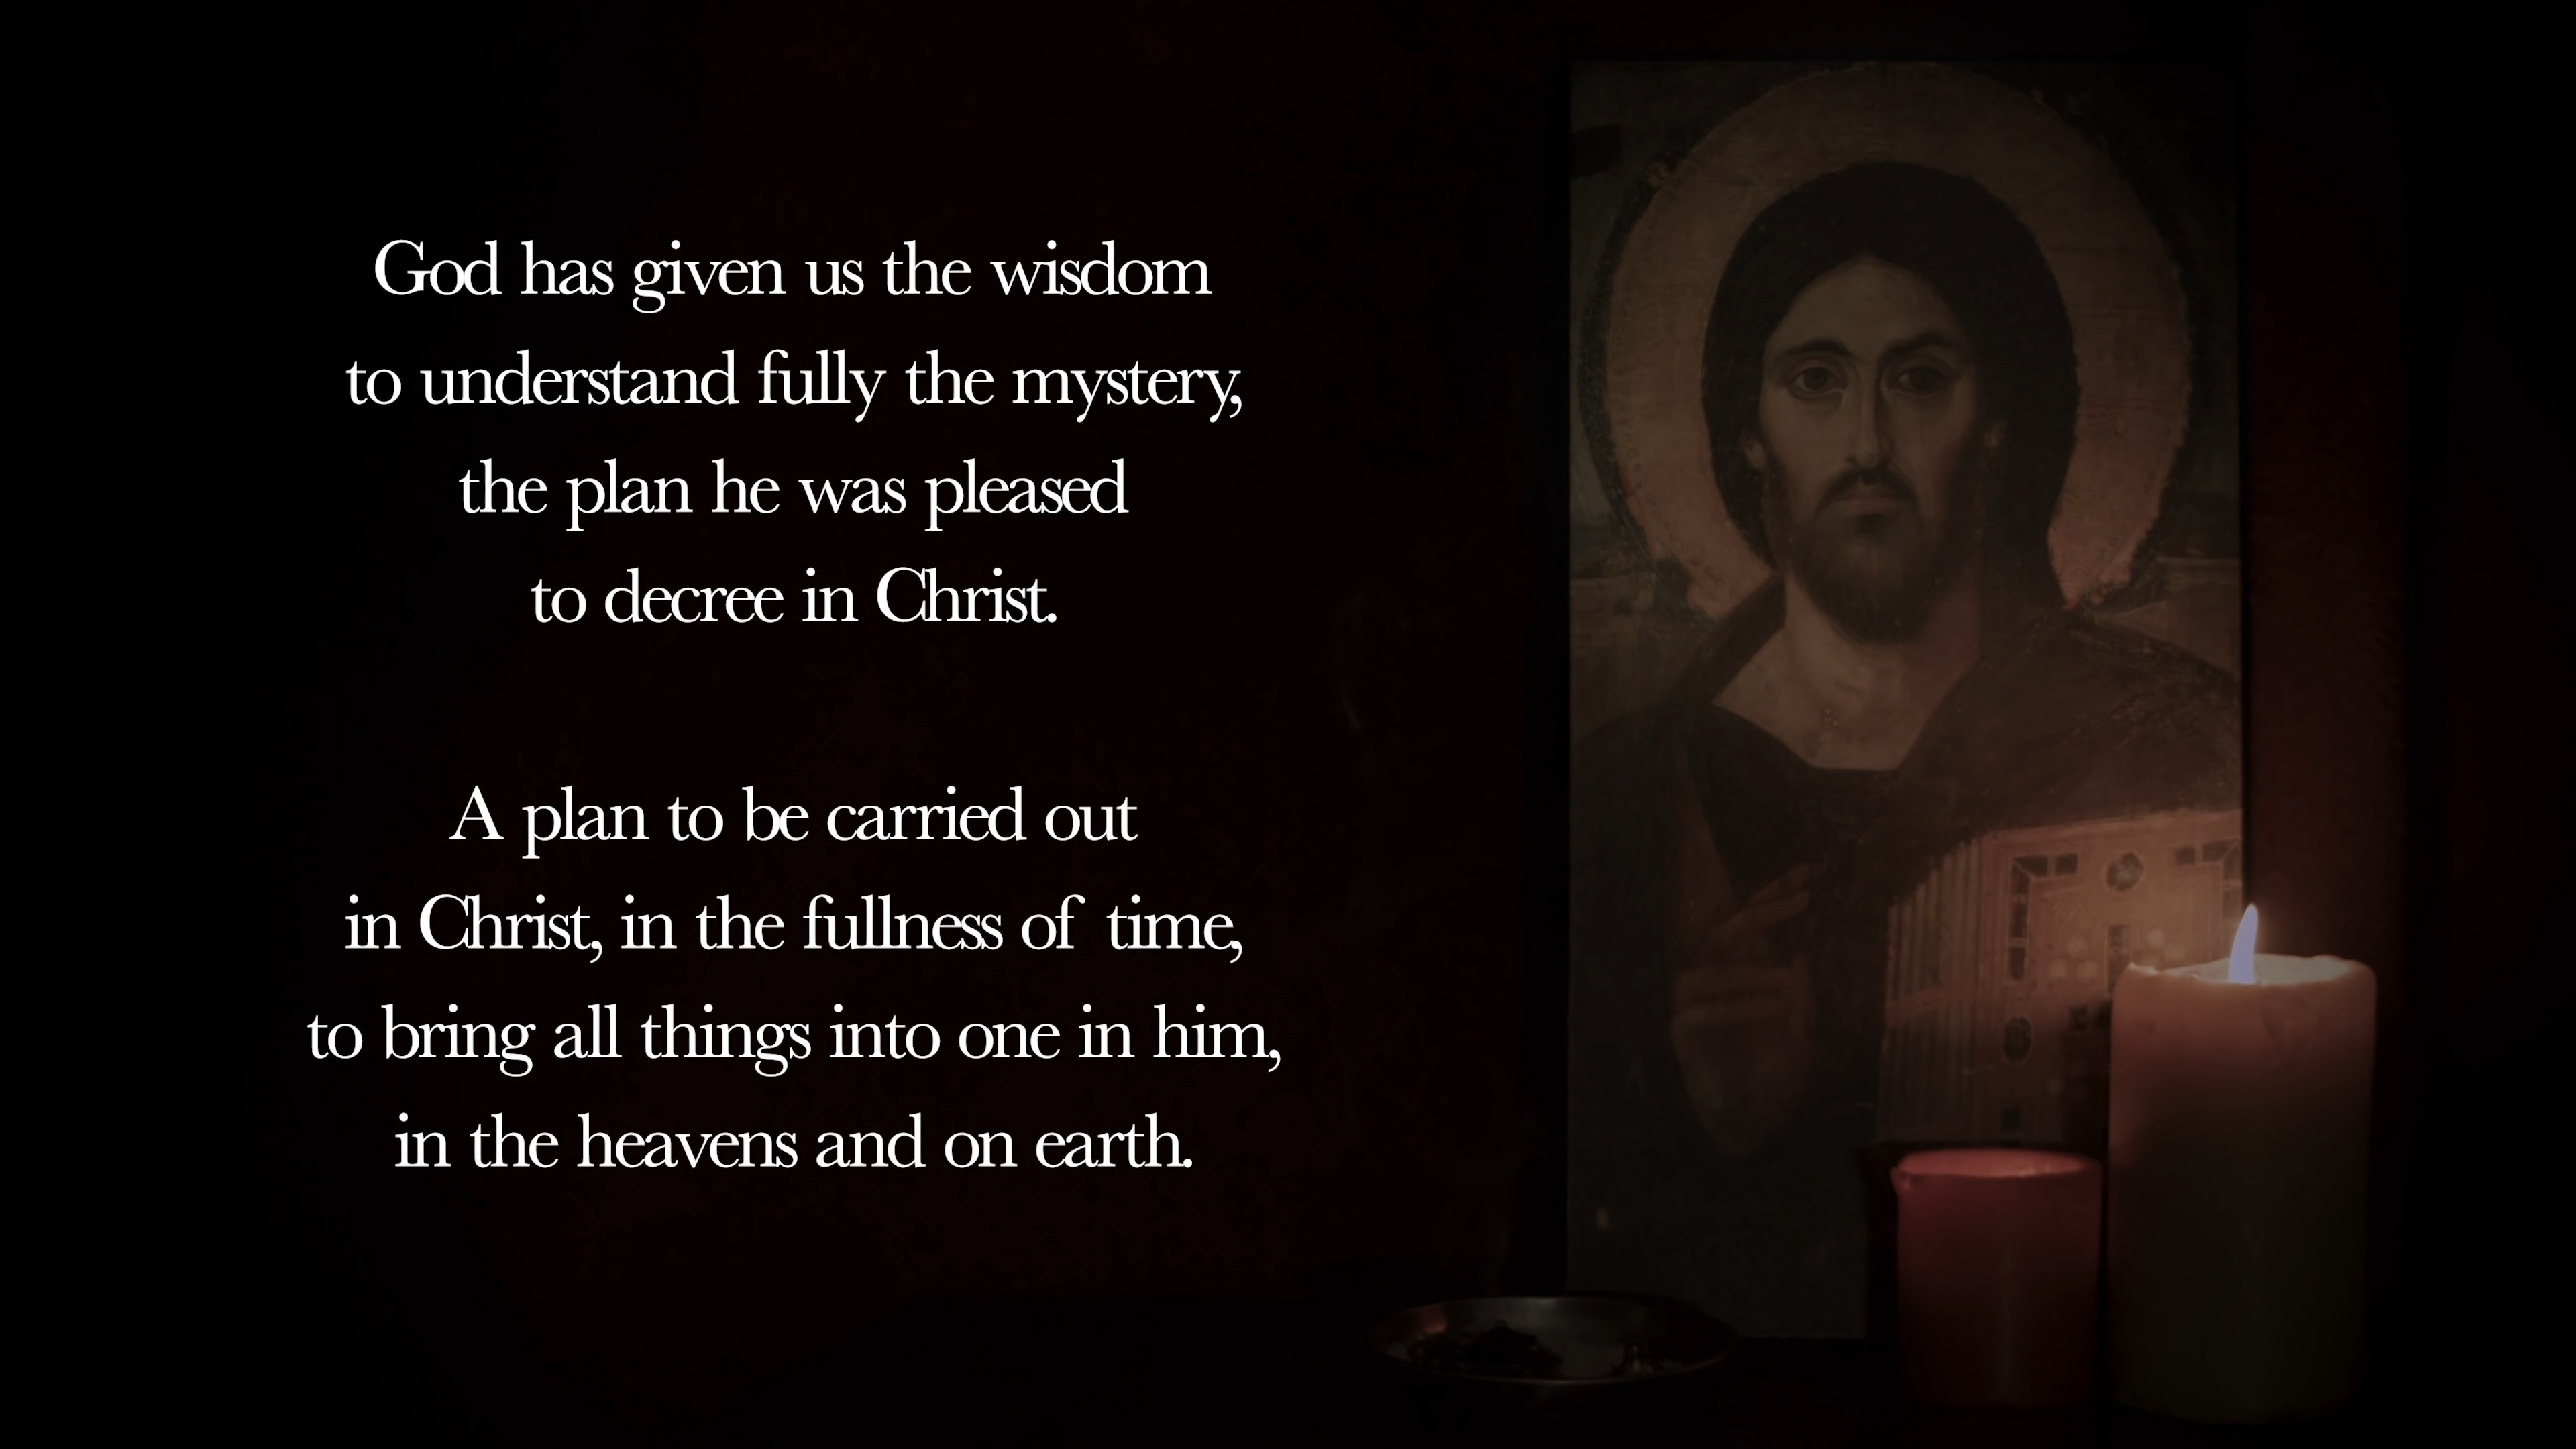 God has given us the wisdom
to understand fully the mystery,
the plan he was pleased
to decree in Christ.
A plan to be carried out
in Christ, in the fullness of time,
to bring all things into one in him,
in the heavens and on earth.